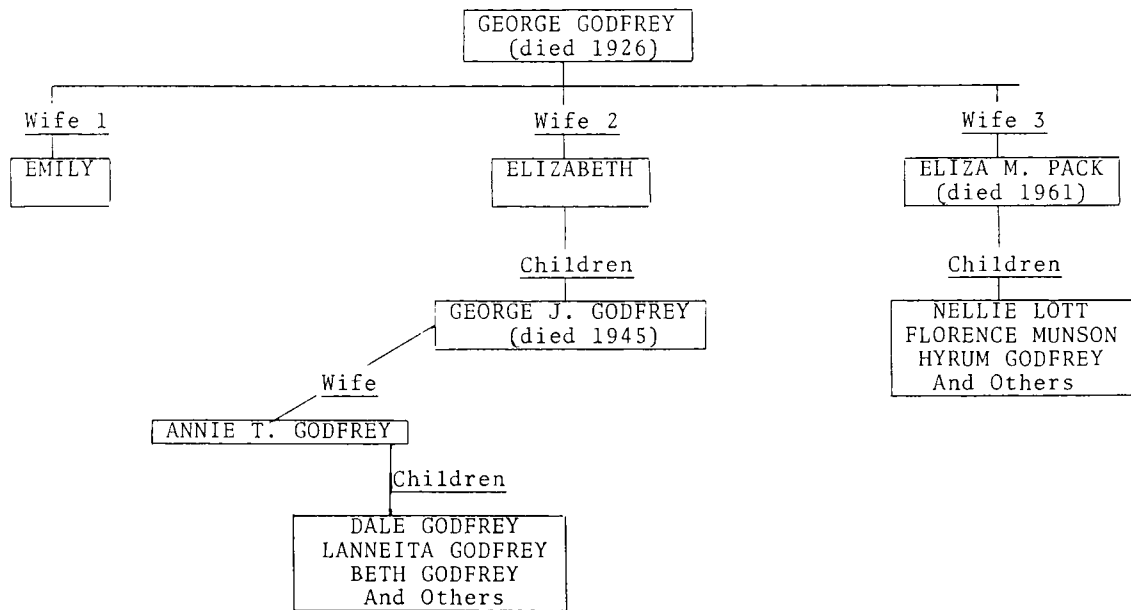 GEORGE GODFREY
(died 1926)
Wife 1
Wife 2
Wife 3
EMILY
ELIZABETH
ELIZA M. PACK
(died 1961)
Children
Children
GEORGE J. GODFREY
(died 1945)
NELLIE LOTT
FLORENCE MUNSON
HYRUM GODFREY
And Others
Wife
ANNIE T. GODFREY
Children
DALE GODFREY
LANNEITA GODFREY
BETH GODFREY
And Others